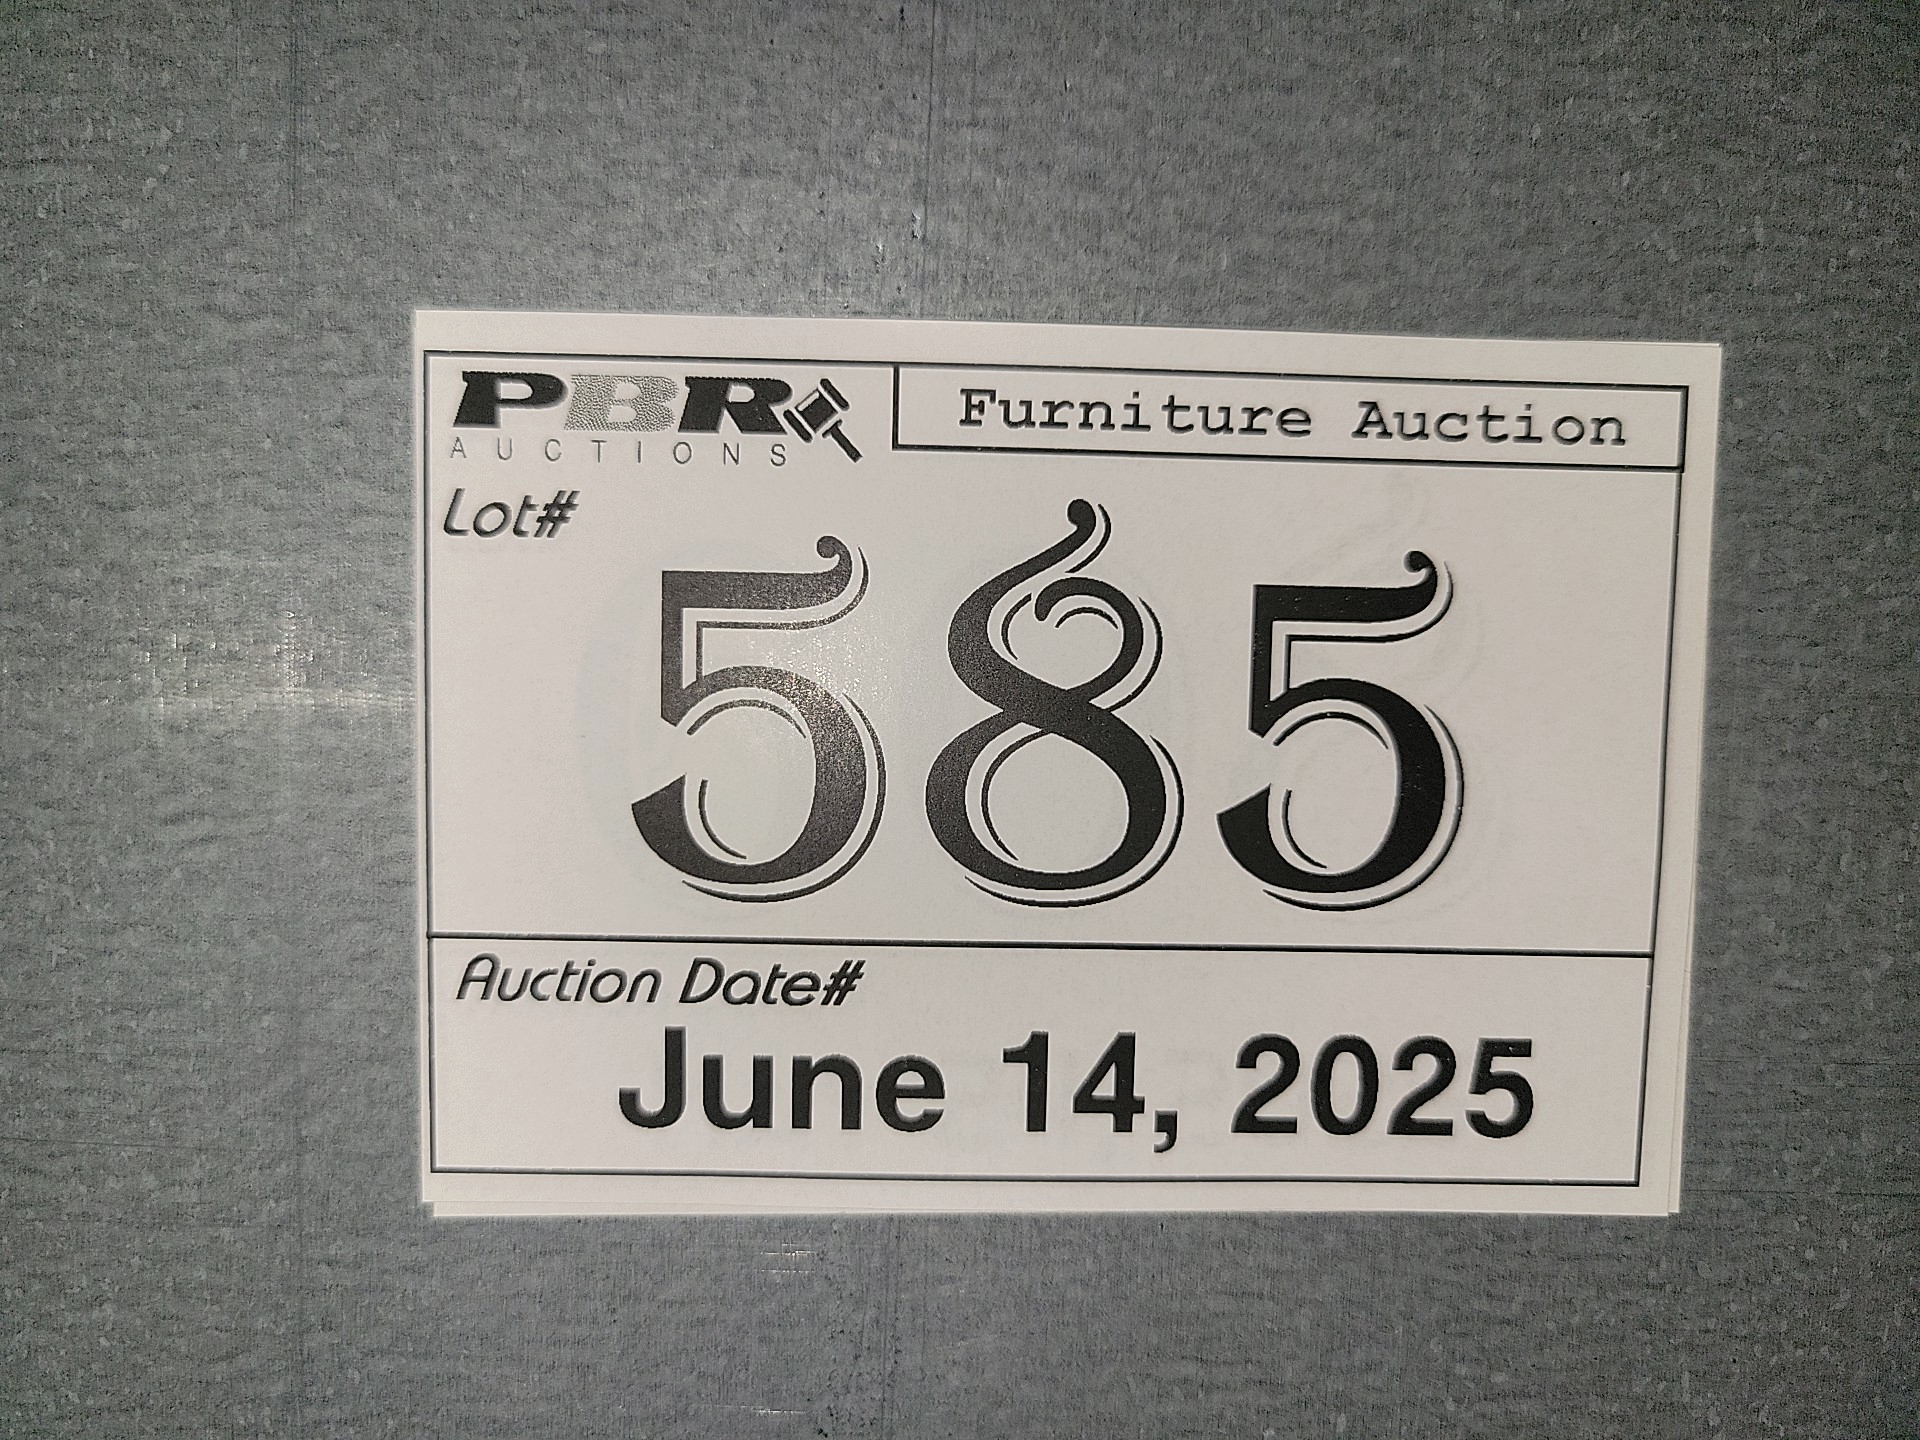 PBR
AUCTIONS
Furniture Auction
Lot#
585
Auction Date#
June 14, 2025